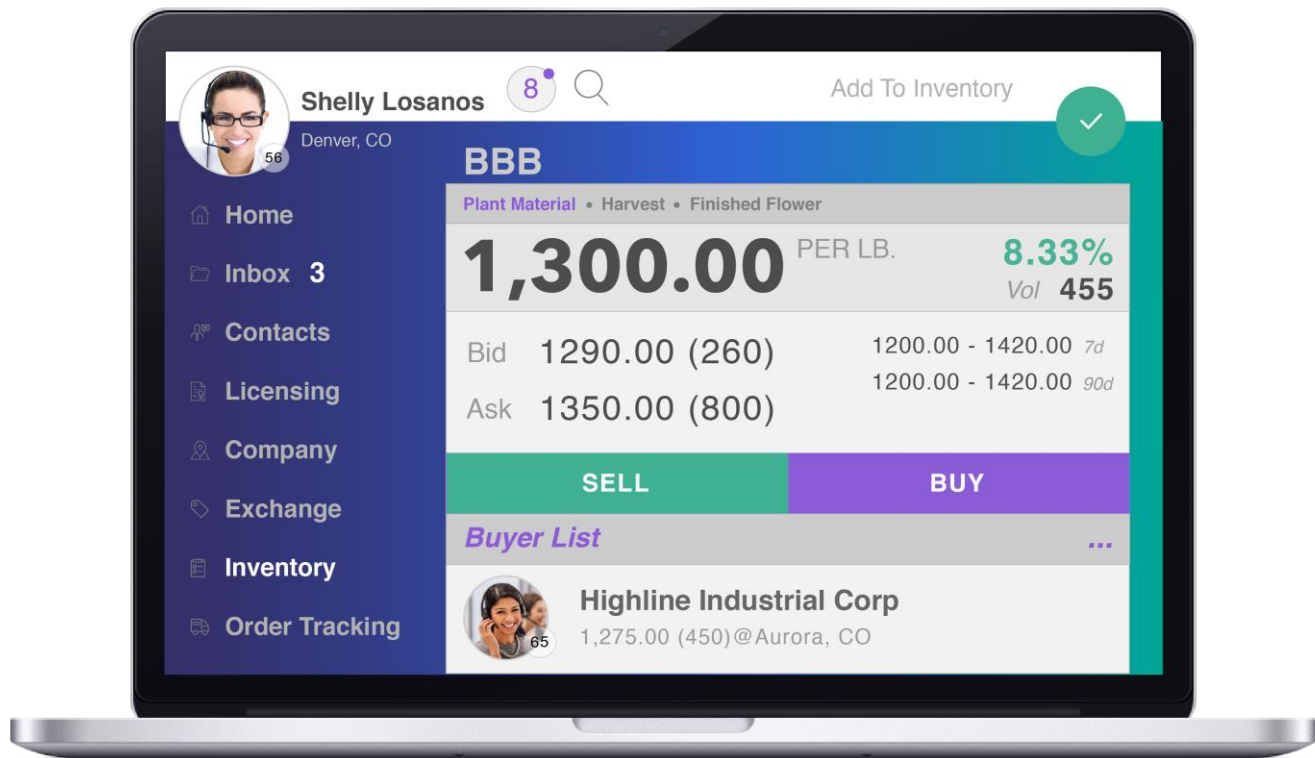 Shelly Losanos
8
Add To Inventory
56
Denver, CO
Home
Inbox 3
Contacts
Licensing
Company
Exchange
Inventory
Order Tracking
BBB
Plant Material • Harvest • Finished Flower
1,300.00 PER LB.
8.33%
Vol 455
Bid 1290.00 (260)
Ask 1350.00 (800)
1200.00 - 1420.00 7d
1200.00 - 1420.00 90d
SELL
BUY
Buyer List ...
65
Highline Industrial Corp
1,275.00 (450)@Aurora, CO